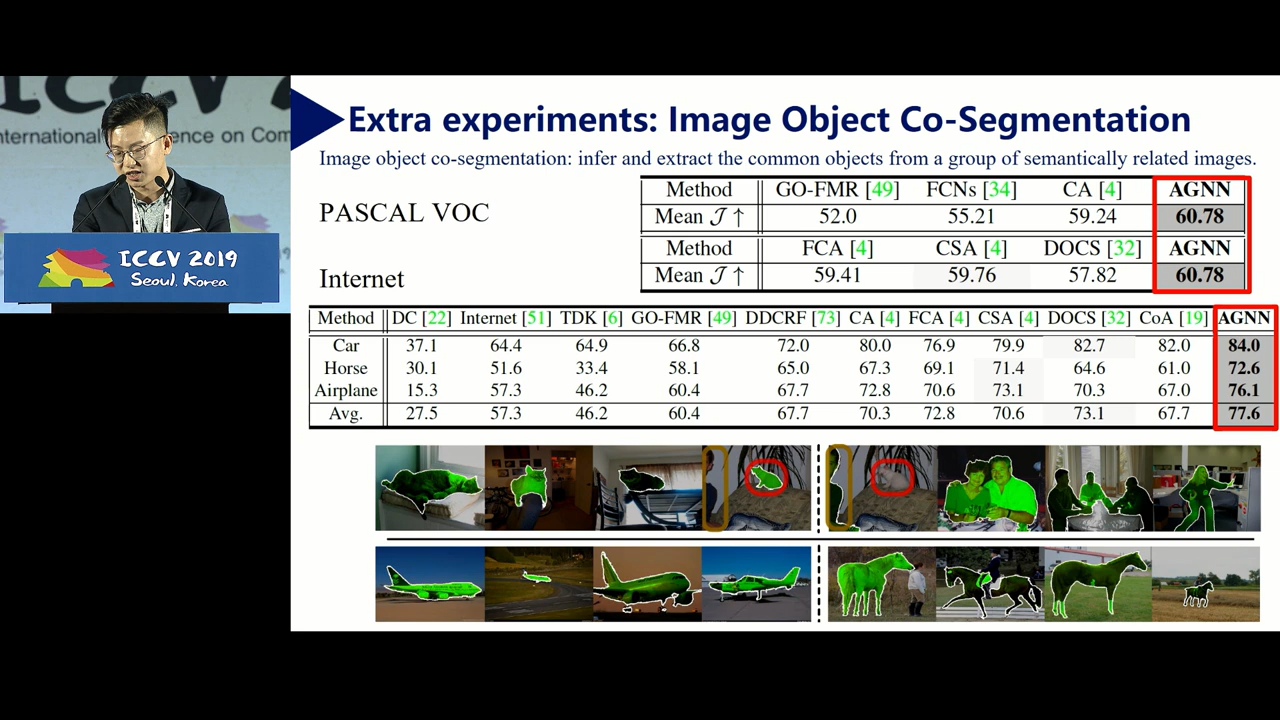 ICCV 2
nternational Conference on Com
ICCV 2019
Seoul, Korea
Extra experiments: Image Object Co-Segmentation
Image object co-segmentation: infer and extract the common objects from a group of semantically related images.
PASCAL VOC
Method GO-FMR [49] FCNs [34] CA [4] AGNN
Mean 𝒥 ↑ 52.0 55.21 59.24 60.78
Method FCA [4] CSA [4] DOCS [32] AGNN
Mean 𝒥 ↑ 59.41 59.76 57.82 60.78
Internet
Method DC [22] Internet [51] TDK [6] GO-FMR [49] DDCRF [73] CA [4] FCA [4] CSA [4] DOCS [32] CoA [19] AGNN
Car 37.1 64.4 64.9 66.8 72.0 80.0 76.9 79.9 82.7 82.0 84.0
Horse 30.1 51.6 33.4 58.1 65.0 67.3 69.1 71.4 64.6 61.0 72.6
Airplane 15.3 57.3 46.2 60.4 67.7 72.8 70.6 73.1 70.3 67.0 76.1
Avg. 27.5 57.3 46.2 60.4 67.7 70.3 72.8 70.6 73.1 67.7 77.6